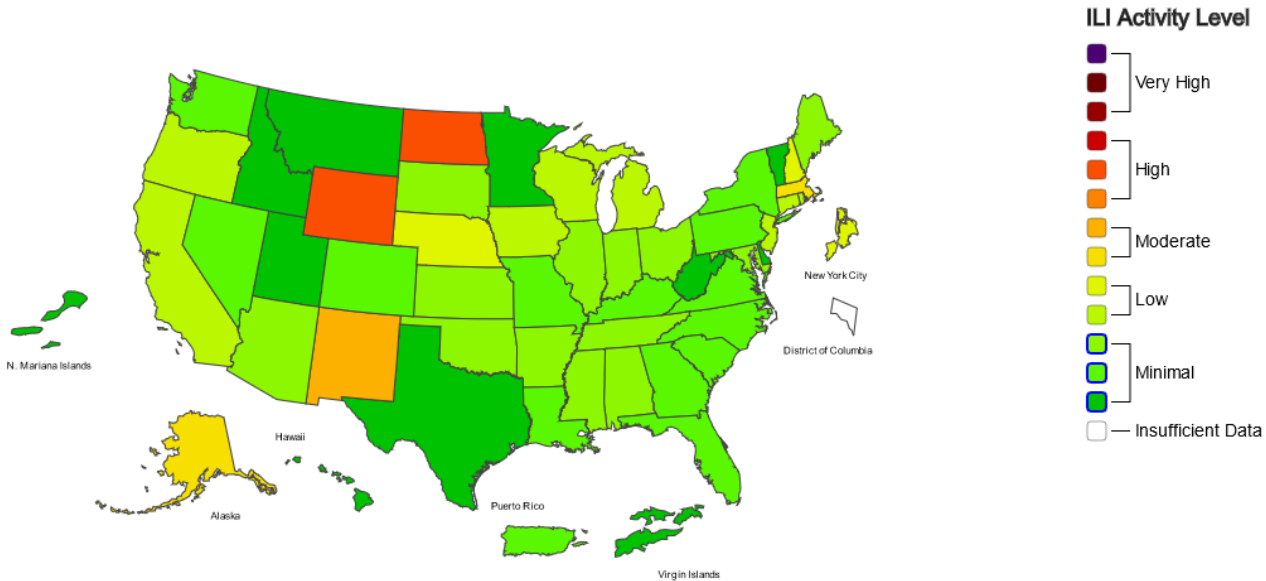 ILI Activity Level
Very High
High
Moderate
Low
Minimal
Insufficient Data
New York City
District of Columbia
N. Mariana Islands
Hawaii
Alaska
Puerto Rico
Virgin Islands